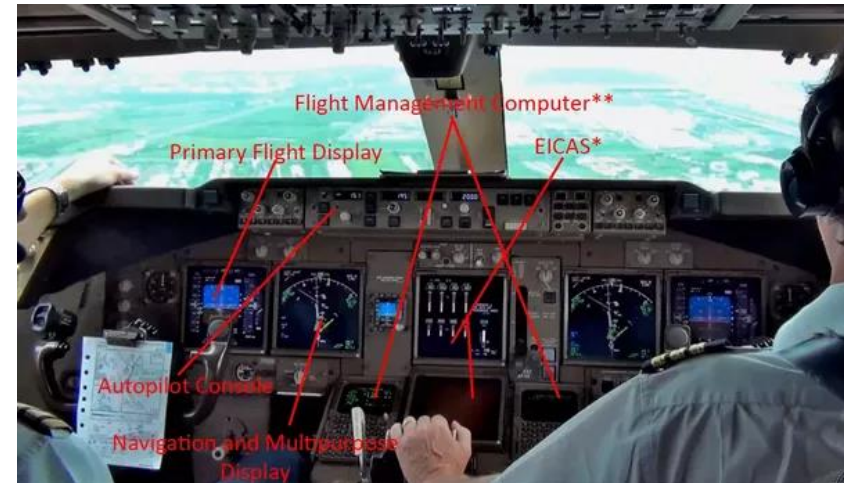 Flight Management Computer**
Primary Flight Display
EICAS*
Autopilot Console
Navigation and Multipurpose
Display